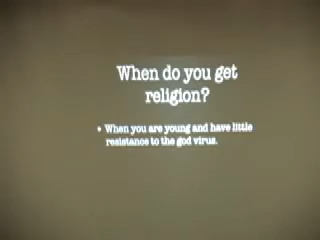 When do you get
religion?
• When you are young and have little
resistance to the god virus.